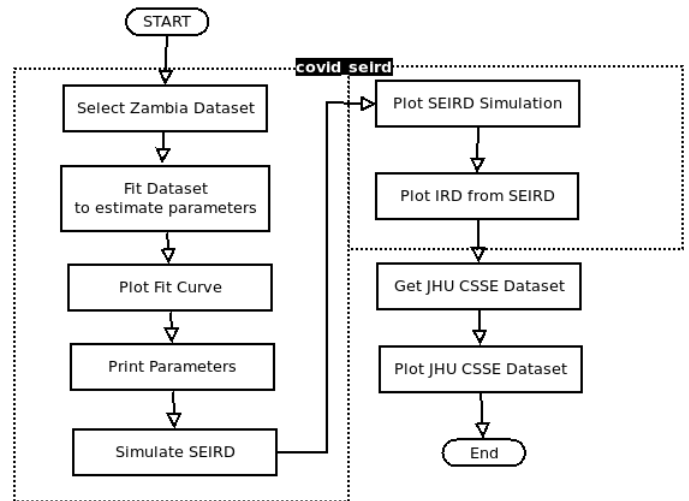 START
covid_seird
Select Zambia Dataset
Fit Dataset
to estimate parameters
Plot Fit Curve
Print Parameters
Simulate SEIRD
Plot SEIRD Simulation
Plot IRD from SEIRD
Get JHU CSSE Dataset
Plot JHU CSSE Dataset
End